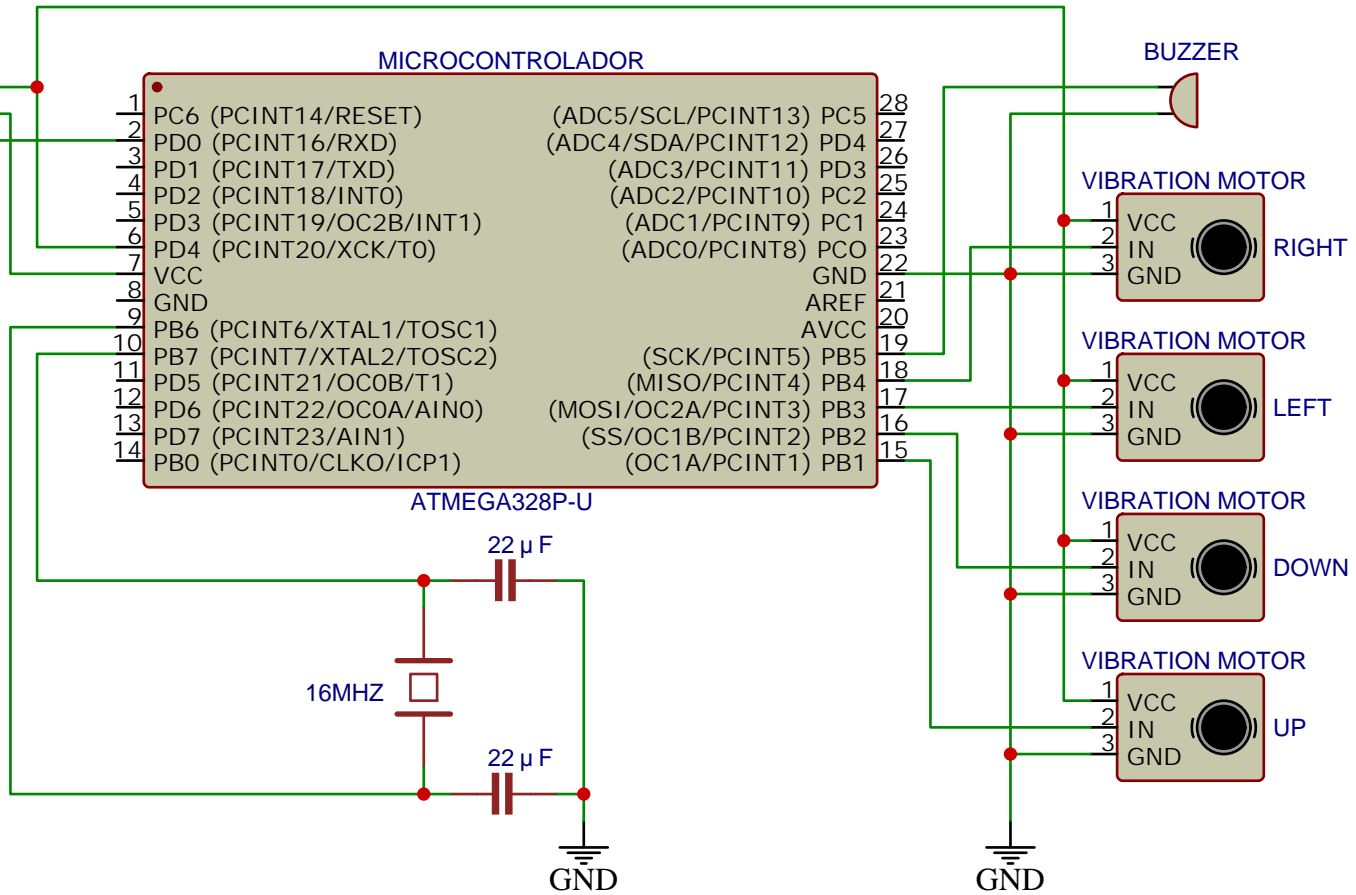 MICROCONTROLADOR
1 PC6 (PCINT14/RESET)
2 PD0 (PCINT16/RXD)
3 PD1 (PCINT17/TXD)
4 PD2 (PCINT18/INT0)
5 PD3 (PCINT19/OC2B/INT1)
6 PD4 (PCINT20/XCK/T0)
7 VCC
8 GND
9 PB6 (PCINT6/XTAL1/TOSC1)
10 PB7 (PCINT7/XTAL2/TOSC2)
11 PD5 (PCINT21/OC0B/T1)
12 PD6 (PCINT22/OC0A/AIN0)
13 PD7 (PCINT23/AIN1)
14 PB0 (PCINT0/CLKO/ICP1)
(ADC5/SCL/PCINT13) PC5 28
(ADC4/SDA/PCINT12) PD4 27
(ADC3/PCINT11) PD3 26
(ADC2/PCINT10) PC2 25
(ADC1/PCINT9) PC1 24
(ADC0/PCINT8) PCO 23
GND 22
AREF 21
AVCC 20
(SCK/PCINT5) PB5 19
(MISO/PCINT4) PB4 18
(MOSI/OC2A/PCINT3) PB3 17
(SS/OC1B/PCINT2) PB2 16
(OC1A/PCINT1) PB1 15
ATMEGA328P-U
BUZZER
VIBRATION MOTOR
1 VCC
2 IN
3 GND
RIGHT
VIBRATION MOTOR
1 VCC
2 IN
3 GND
LEFT
VIBRATION MOTOR
1 VCC
2 IN
3 GND
DOWN
VIBRATION MOTOR
1 VCC
2 IN
3 GND
UP
22 µ F
16MHZ
22 µ F
GND
GND